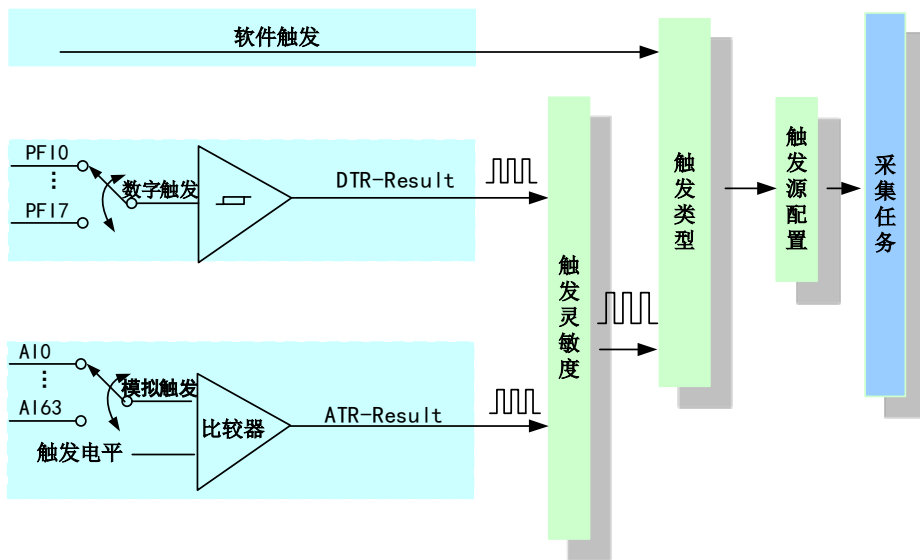 软件触发
PFI0
⋮
PFI7
数字触发
DTR-Result
AI0
⋮
AI63
模拟触发
触发电平
比较器
ATR-Result
触发灵敏度
触发类型
触发源配置
采集任务